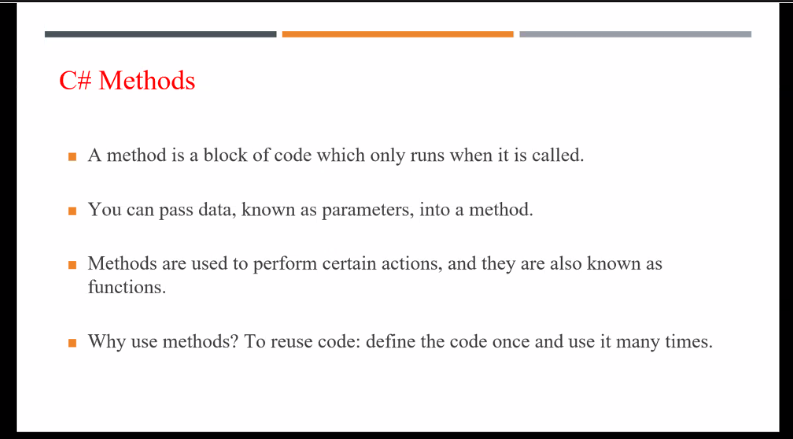 C# Methods
A method is a block of code which only runs when it is called.
You can pass data, known as parameters, into a method.
Methods are used to perform certain actions, and they are also known as
functions.
Why use methods? To reuse code: define the code once and use it many times.